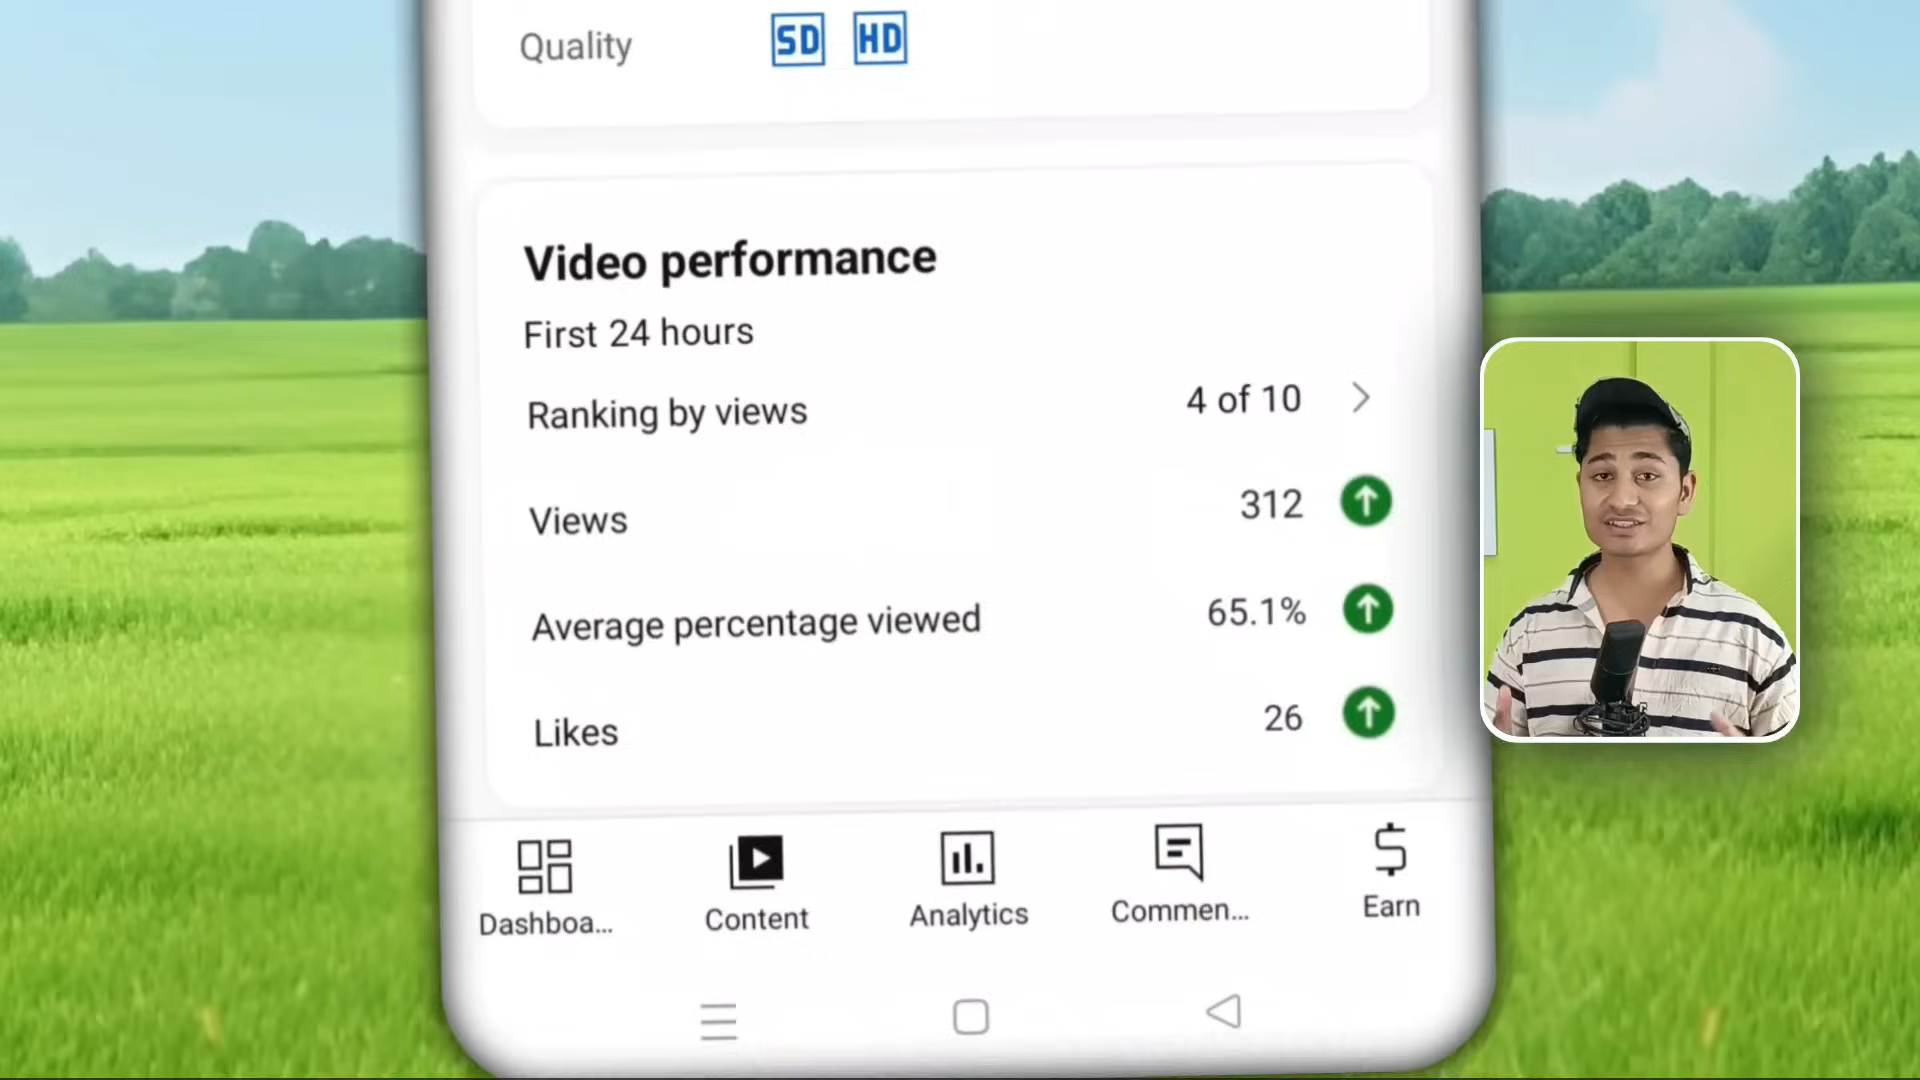 Quality SD HD
Video performance
First 24 hours
Ranking by views 4 of 10
Views 312
Average percentage viewed 65.1%
Likes 26
Dashboa... Content Analytics Commen... Earn